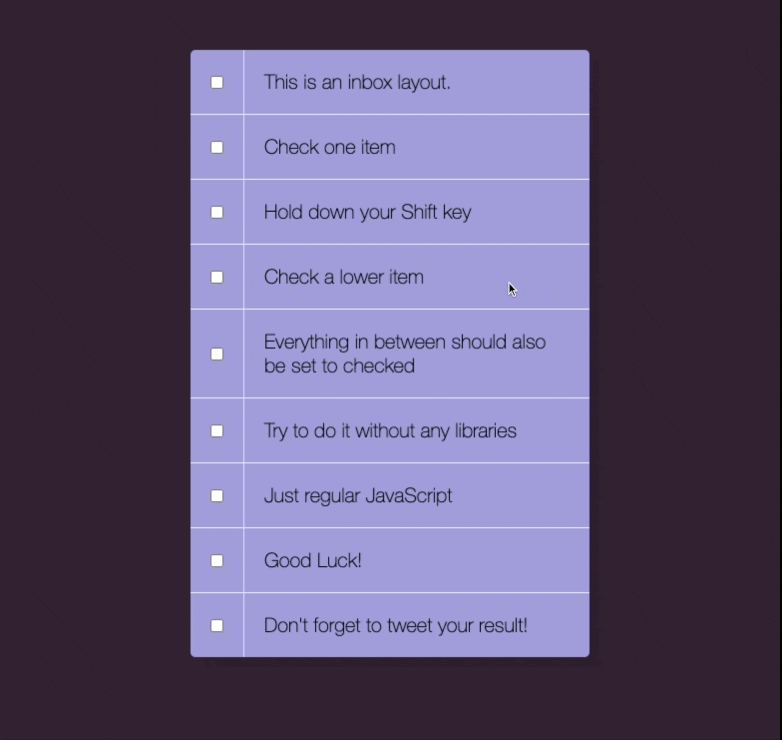 This is an inbox layout.
Check one item
Hold down your Shift key
Check a lower item
Everything in between should also
be set to checked
Try to do it without any libraries
Just regular JavaScript
Good Luck!
Don't forget to tweet your result!